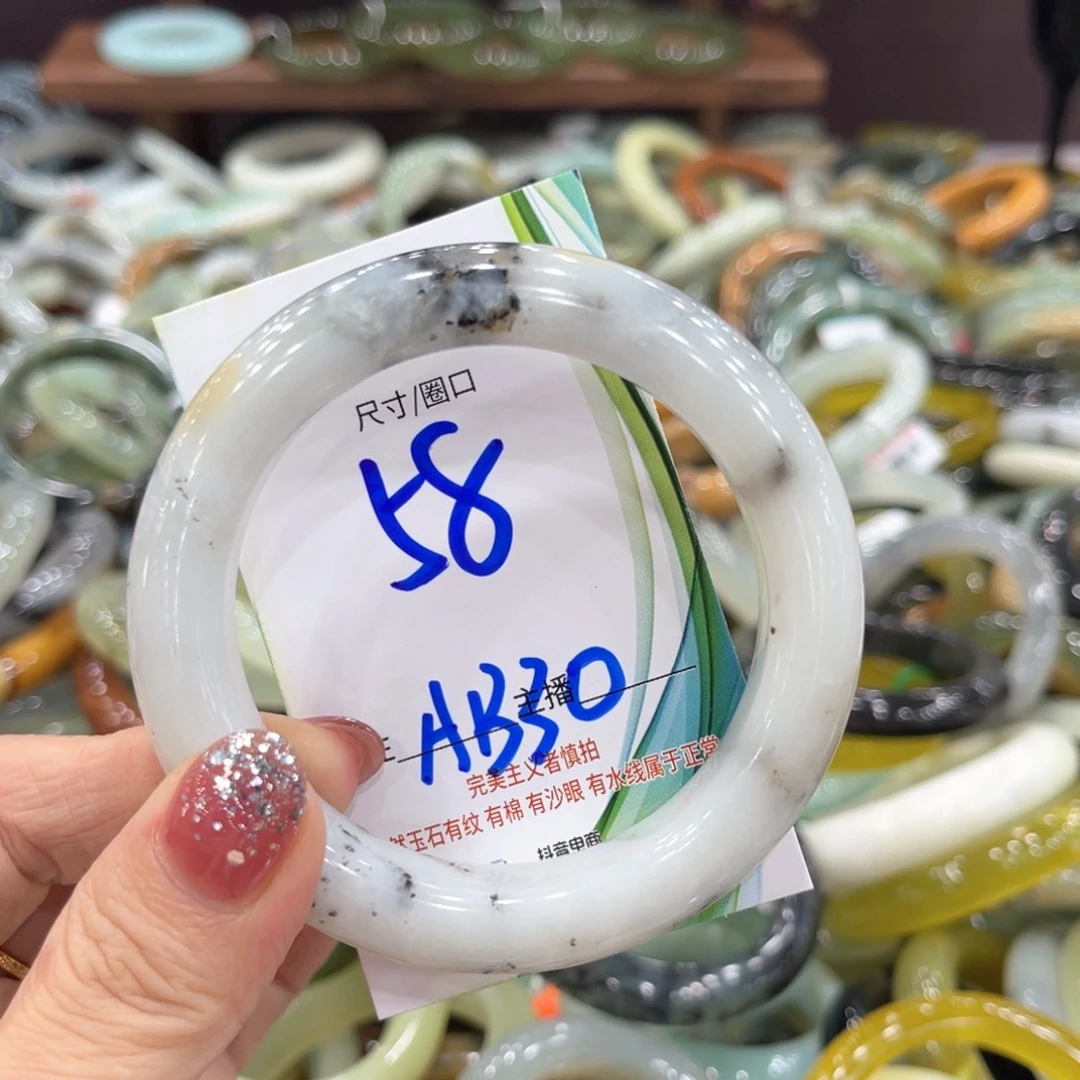 尺寸/圈口
58
主播
AB30
完美主义者慎拍
然玉石有纹 有棉 有沙眼 有水线属于正常
抖音电商